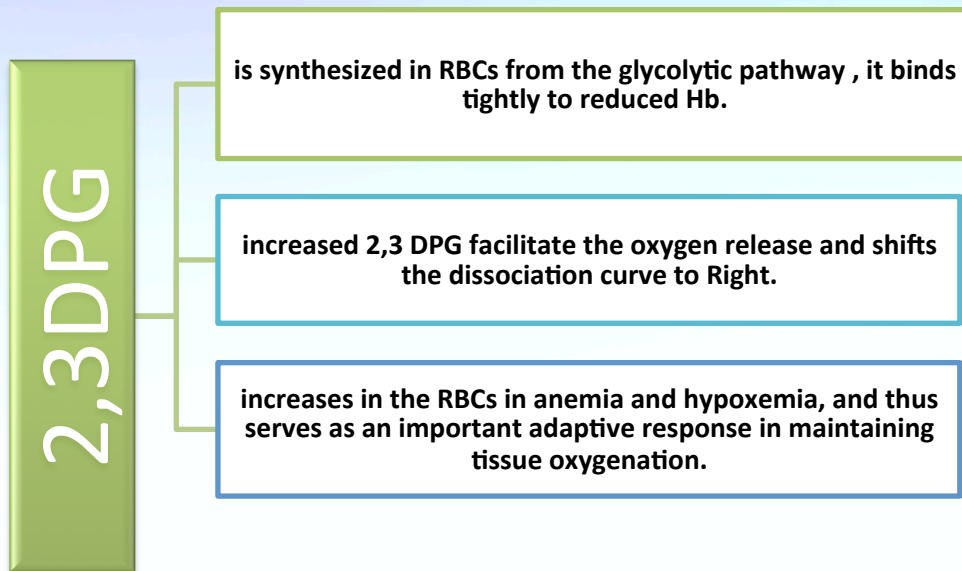 2,3DPG
is synthesized in RBCs from the glycolytic pathway , it binds
tightly to reduced Hb.
increased 2,3 DPG facilitate the oxygen release and shifts
the dissociation curve to Right.
increases in the RBCs in anemia and hypoxemia, and thus
serves as an important adaptive response in maintaining
tissue oxygenation.